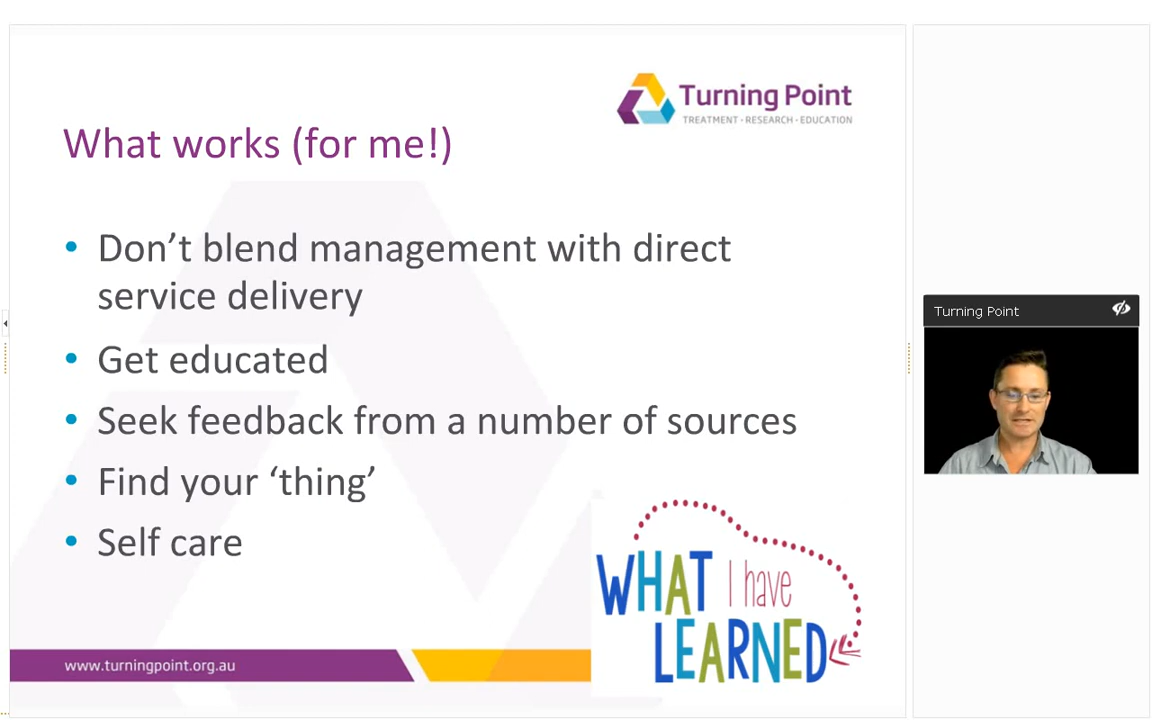 Turning Point
TREATMENT • RESEARCH • EDUCATION
What works (for me!)
• Don’t blend management with direct
service delivery
• Get educated
• Seek feedback from a number of sources
• Find your ‘thing’
• Self care
WHAT I have
LEARNED
www.turningpoint.org.au
Turning Point